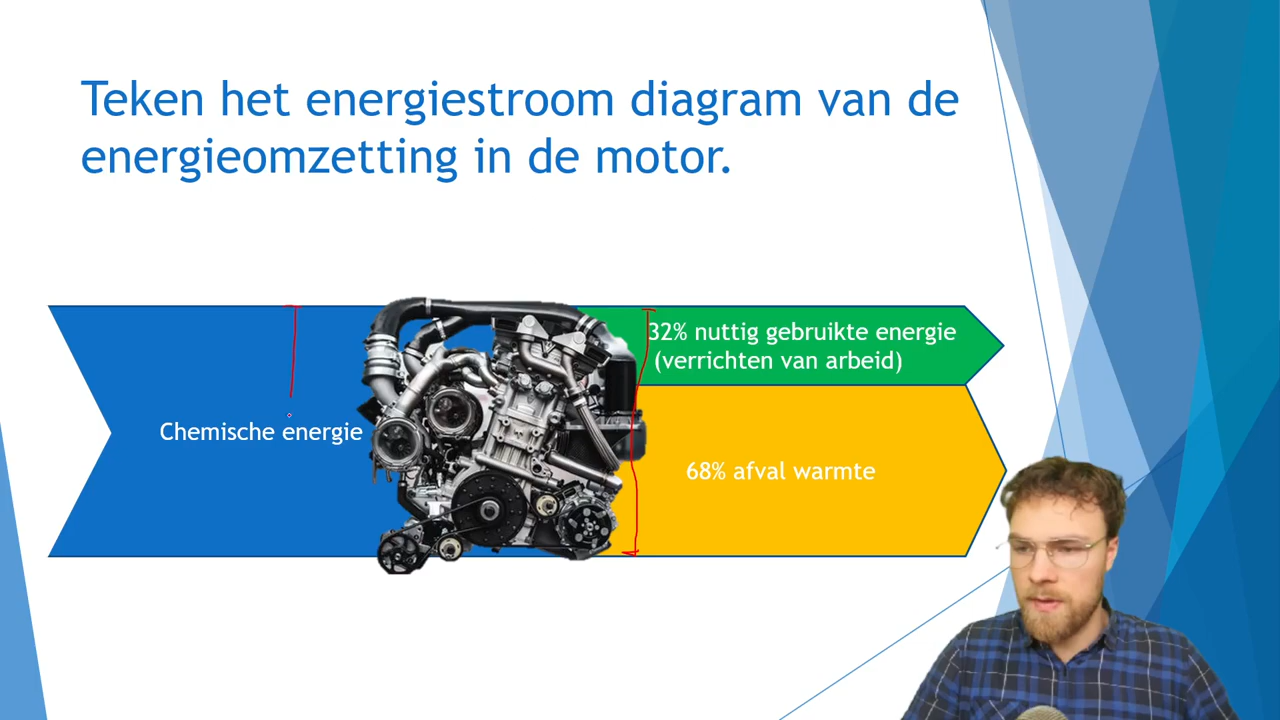 Teken het energiestroom diagram van de
energieomzetting in de motor.
Chemische energie
32% nuttig gebruikte energie
(verrichten van arbeid)
68% afval warmte